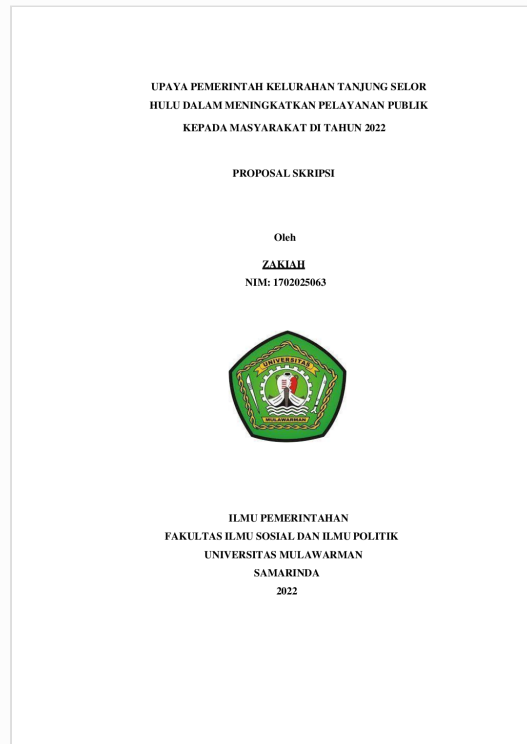 UPAYA PEMERINTAH KELURAHAN TANJUNG SELOR
HULU DALAM MENINGKATKAN PELAYANAN PUBLIK
KEPADA MASYARAKAT DI TAHUN 2022
PROPOSAL SKRIPSI
Oleh
ZAKIAH
NIM: 1702025063
UNIVERSITAS
MULAWARMAN
ILMU PEMERINTAHAN
FAKULTAS ILMU SOSIAL DAN ILMU POLITIK
UNIVERSITAS MULAWARMAN
SAMARINDA
2022